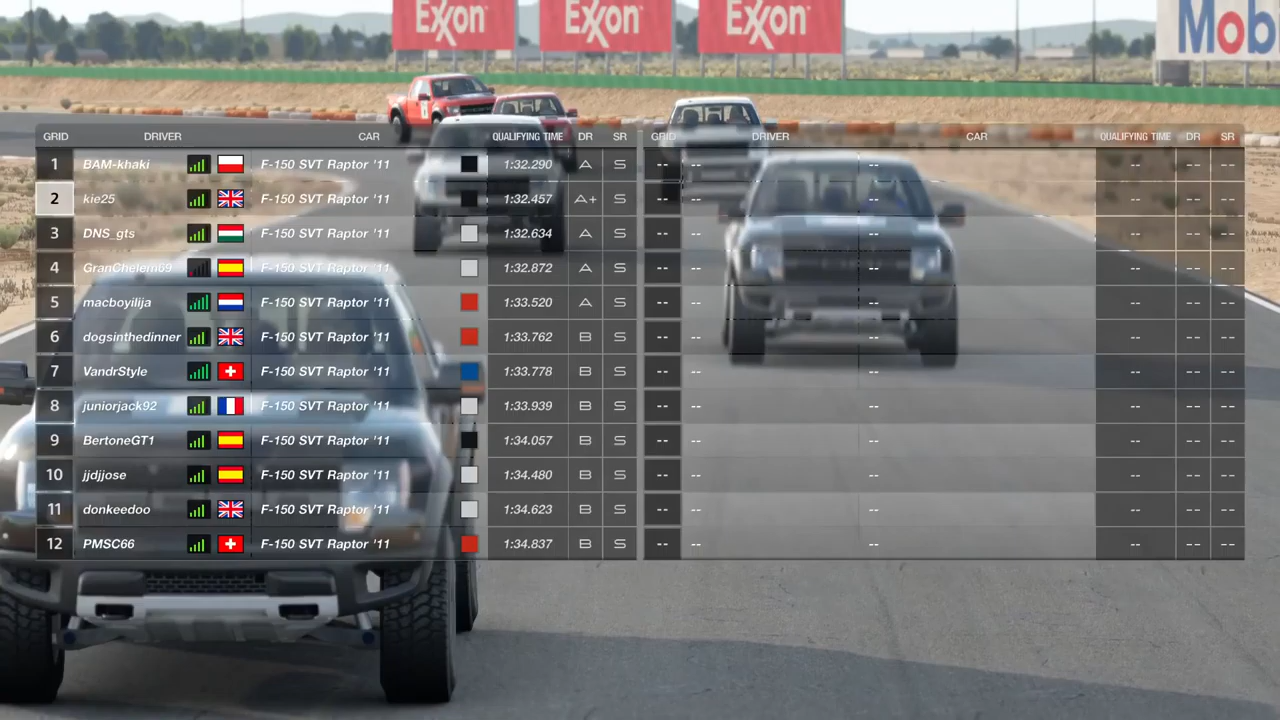 Exxon Exxon Exxon Mob
GRID DRIVER CAR QUALIFYING TIME DR SR GRID DRIVER CAR QUALIFYING TIME DR SR
1 BAM-khaki F-150 SVT Raptor '11 1:32.290 A S -- -- -- -- -- --
2 kie25 F-150 SVT Raptor '11 1:32.457 A+ S -- -- -- -- -- --
3 DNS_gts F-150 SVT Raptor '11 1:32.634 A S -- -- -- -- -- --
4 GranChelem69 F-150 SVT Raptor '11 1:32.872 A S -- -- -- -- -- --
5 macboyilija F-150 SVT Raptor '11 1:33.520 A S -- -- -- -- -- --
6 dogsinthedinner F-150 SVT Raptor '11 1:33.762 B S -- -- -- -- -- --
7 VandrStyle F-150 SVT Raptor '11 1:33.778 B S -- -- -- -- -- --
8 juniorjack92 F-150 SVT Raptor '11 1:33.939 B S -- -- -- -- -- --
9 BertoneGT1 F-150 SVT Raptor '11 1:34.057 B S -- -- -- -- -- --
10 jjdjjose F-150 SVT Raptor '11 1:34.480 B S -- -- -- -- -- --
11 donkeedoo F-150 SVT Raptor '11 1:34.623 B S -- -- -- -- -- --
12 PMSC66 F-150 SVT Raptor '11 1:34.837 B S -- -- -- -- -- --